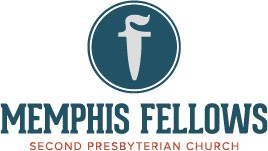 f
MEMPHIS FELLOWS
SECOND PRESBYTERIAN CHURCH